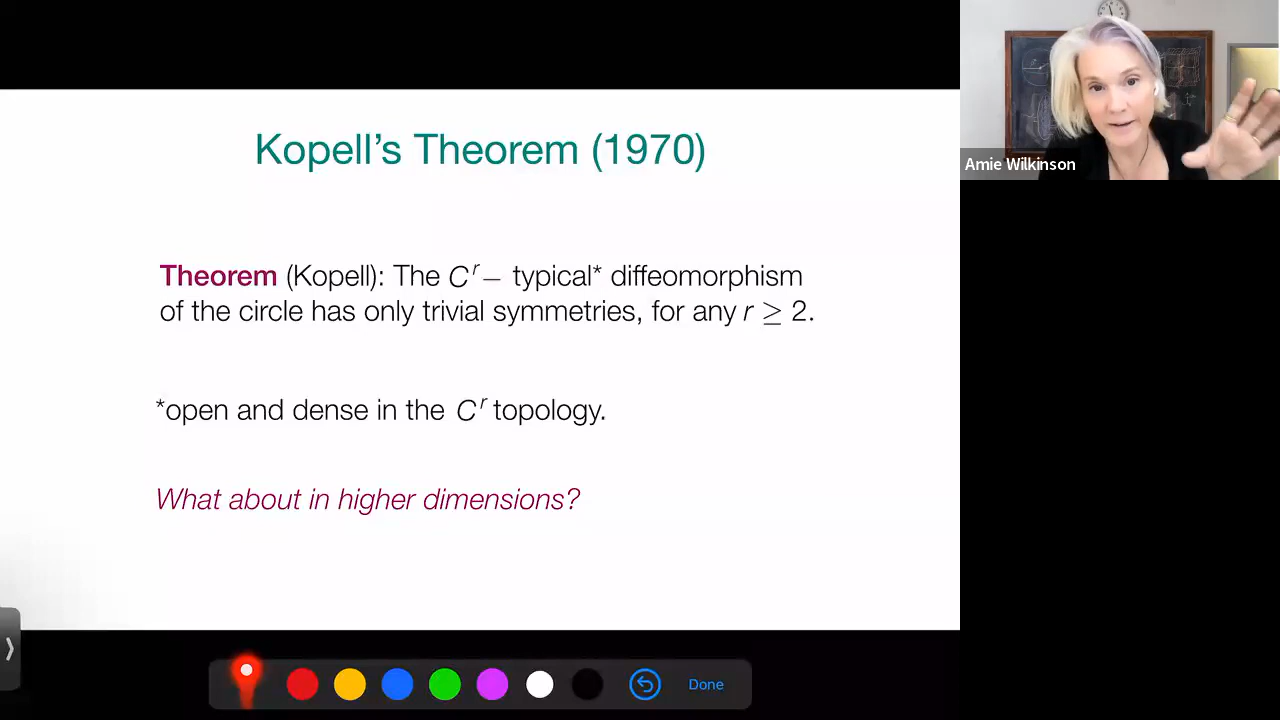 Kopell's Theorem (1970)
Theorem (Kopell): The C^r – typical* diffeomorphism
of the circle has only trivial symmetries, for any r ≥ 2.
*open and dense in the C^r topology.
What about in higher dimensions?
Amie Wilkinson
Done